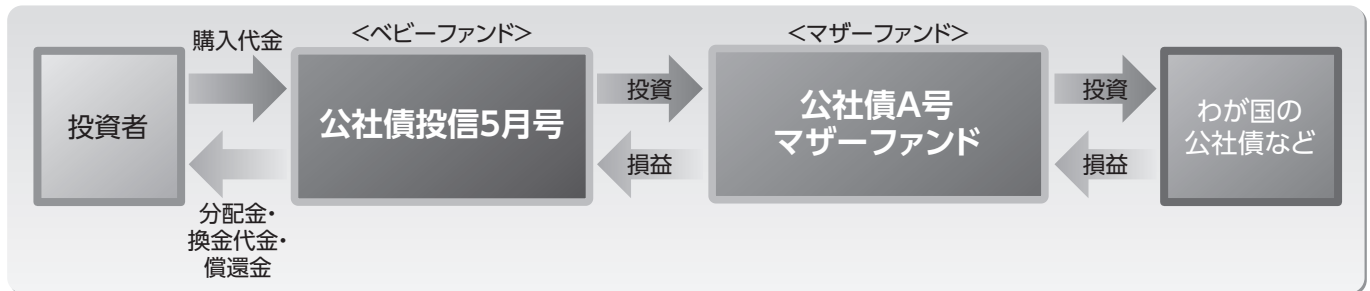 購入代金
<ベビーファンド>
<マザーファンド>
投資者
公社債投信5月号
投資
公社債A号
マザーファンド
投資
わが国の
公社債など
損益
損益
分配金・
換金代金・
償還金